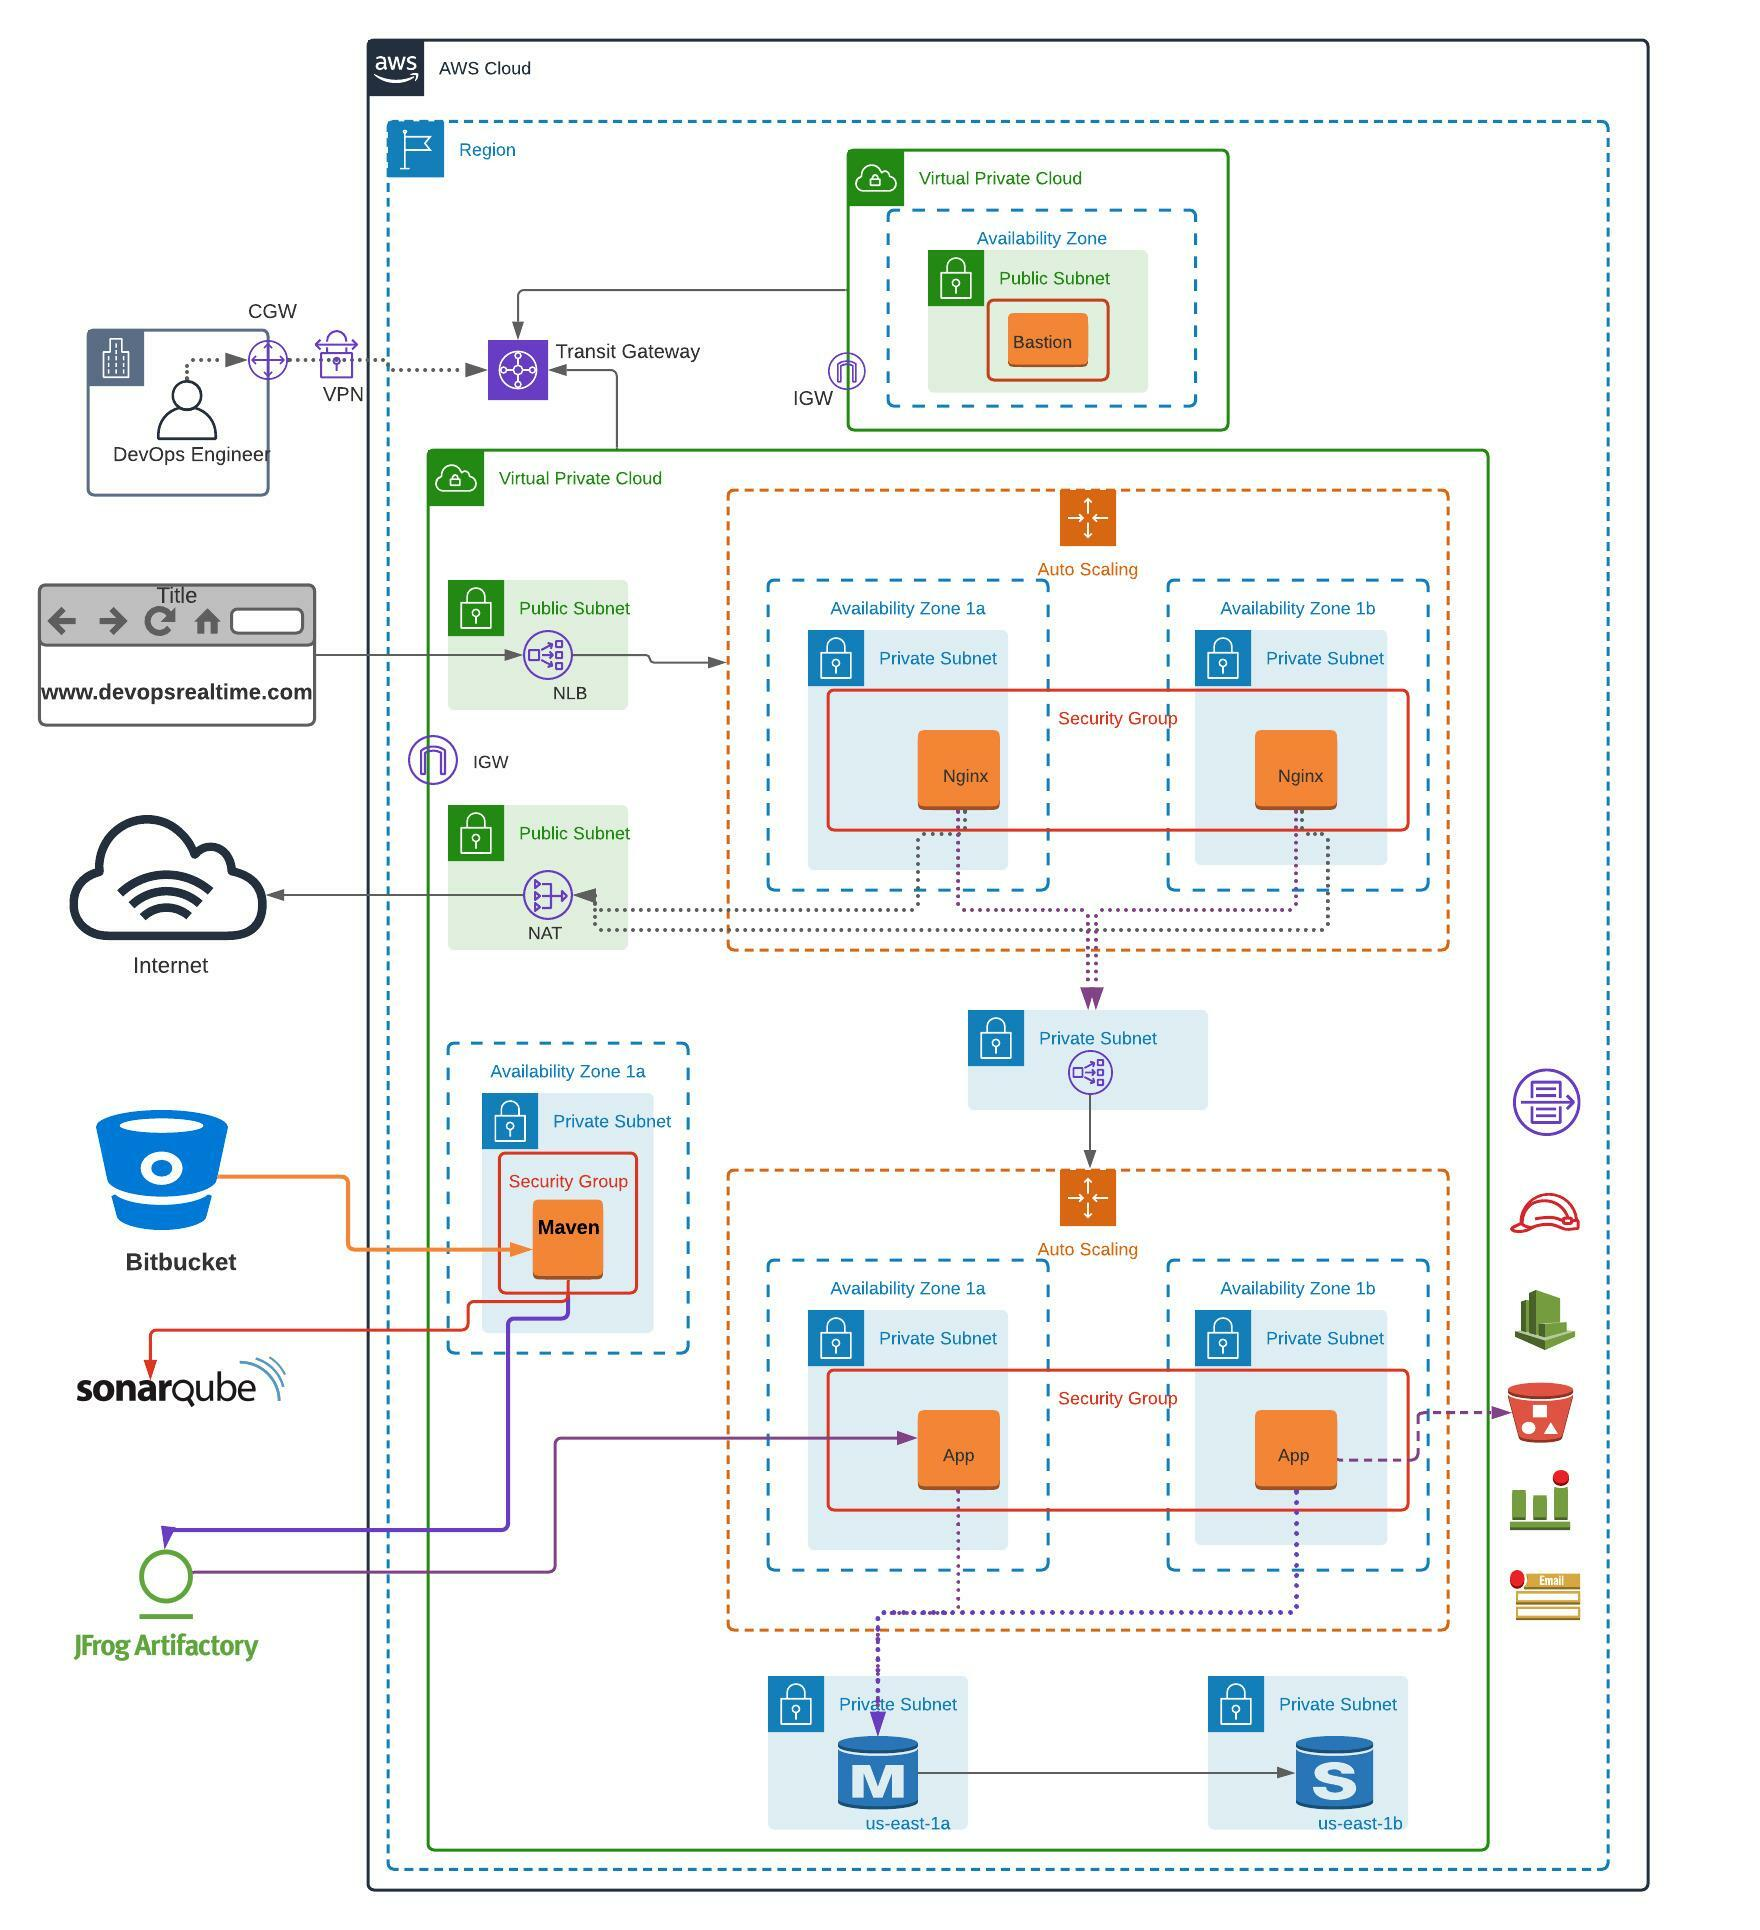 aws
AWS Cloud
Region
Virtual Private Cloud
Availability Zone
Public Subnet
Bastion
IGW
CGW
VPN
DevOps Engineer
Transit Gateway
Virtual Private Cloud
Auto Scaling
Title
www.devopsrealtime.com
Public Subnet
NLB
Availability Zone 1a
Private Subnet
Availability Zone 1b
Private Subnet
Security Group
Nginx
Nginx
IGW
Public Subnet
NAT
Internet
Private Subnet
Availability Zone 1a
Private Subnet
Security Group
Maven
Bitbucket
Auto Scaling
Availability Zone 1a
Private Subnet
Availability Zone 1b
Private Subnet
Security Group
App
App
sonarqube
JFrog Artifactory
Email
Private Subnet
M
us-east-1a
Private Subnet
S
us-east-1b